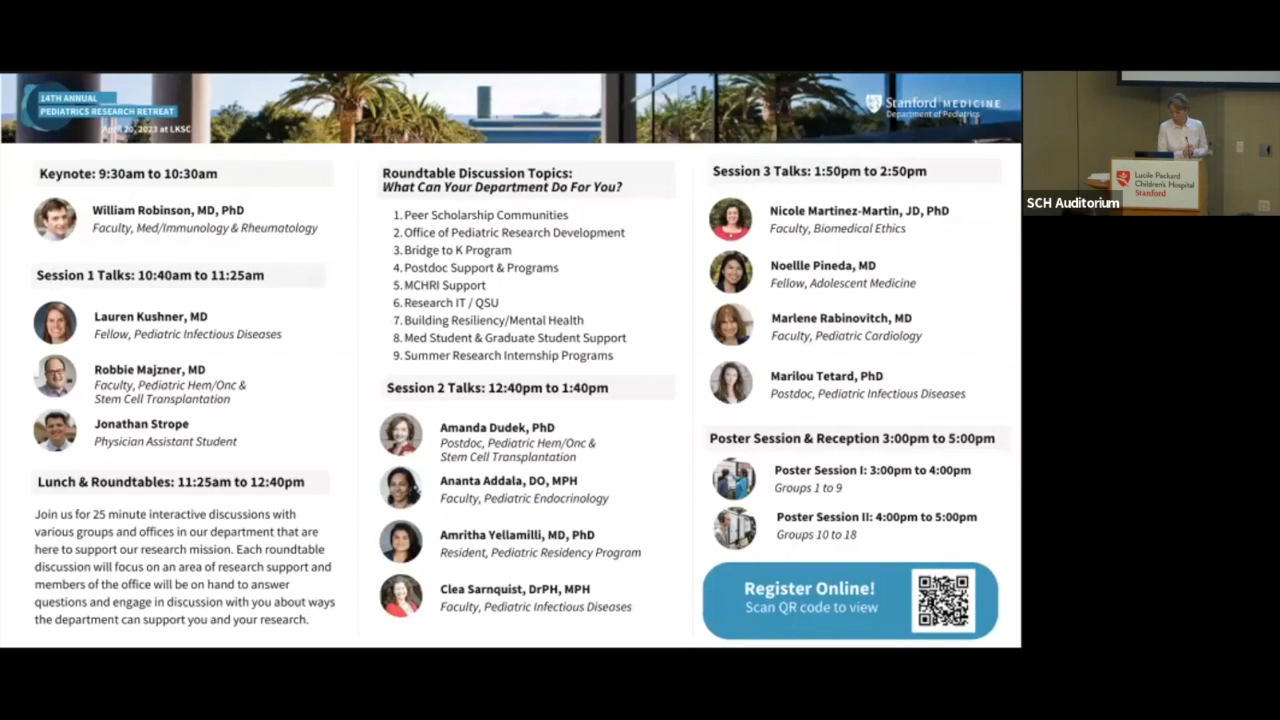 14TH ANNUAL
PEDIATRICS RESEARCH RETREAT
April 20, 2023 at LKSC
Stanford MEDICINE
Department of Pediatrics
Keynote: 9:30am to 10:30am
William Robinson, MD, PhD
Faculty, Med/Immunology & Rheumatology
Session 1 Talks: 10:40am to 11:25am
Lauren Kushner, MD
Fellow, Pediatric Infectious Diseases
Robbie Majzner, MD
Faculty, Pediatric Hem/Onc &
Stem Cell Transplantation
Jonathan Strope
Physician Assistant Student
Lunch & Roundtables: 11:25am to 12:40pm
Join us for 25 minute interactive discussions with
various groups and offices in our department that are
here to support our research mission. Each roundtable
discussion will focus on an area of research support and
members of the office will be on hand to answer
questions and engage in discussion with you about ways
the department can support you and your research.
Roundtable Discussion Topics:
What Can Your Department Do For You?
1. Peer Scholarship Communities
2. Office of Pediatric Research Development
3. Bridge to K Program
4. Postdoc Support & Programs
5. MCHRI Support
6. Research IT / QSU
7. Building Resiliency/Mental Health
8. Med Student & Graduate Student Support
9. Summer Research Internship Programs
Session 2 Talks: 12:40pm to 1:40pm
Amanda Dudek, PhD
Postdoc, Pediatric Hem/Onc &
Stem Cell Transplantation
Ananta Addala, DO, MPH
Faculty, Pediatric Endocrinology
Amritha Yellamilli, MD, PhD
Resident, Pediatric Residency Program
Clea Sarnquist, DrPH, MPH
Faculty, Pediatric Infectious Diseases
Session 3 Talks: 1:50pm to 2:50pm
Nicole Martinez-Martin, JD, PhD
Faculty, Biomedical Ethics
Noellle Pineda, MD
Fellow, Adolescent Medicine
Marlene Rabinovitch, MD
Faculty, Pediatric Cardiology
Marilou Tetard, PhD
Postdoc, Pediatric Infectious Diseases
Poster Session & Reception 3:00pm to 5:00pm
Poster Session I: 3:00pm to 4:00pm
Groups 1 to 9
Poster Session II: 4:00pm to 5:00pm
Groups 10 to 18
Register Online!
Scan QR code to view
Lucile Packard
Children's Hospital
Stanford
SCH Auditorium